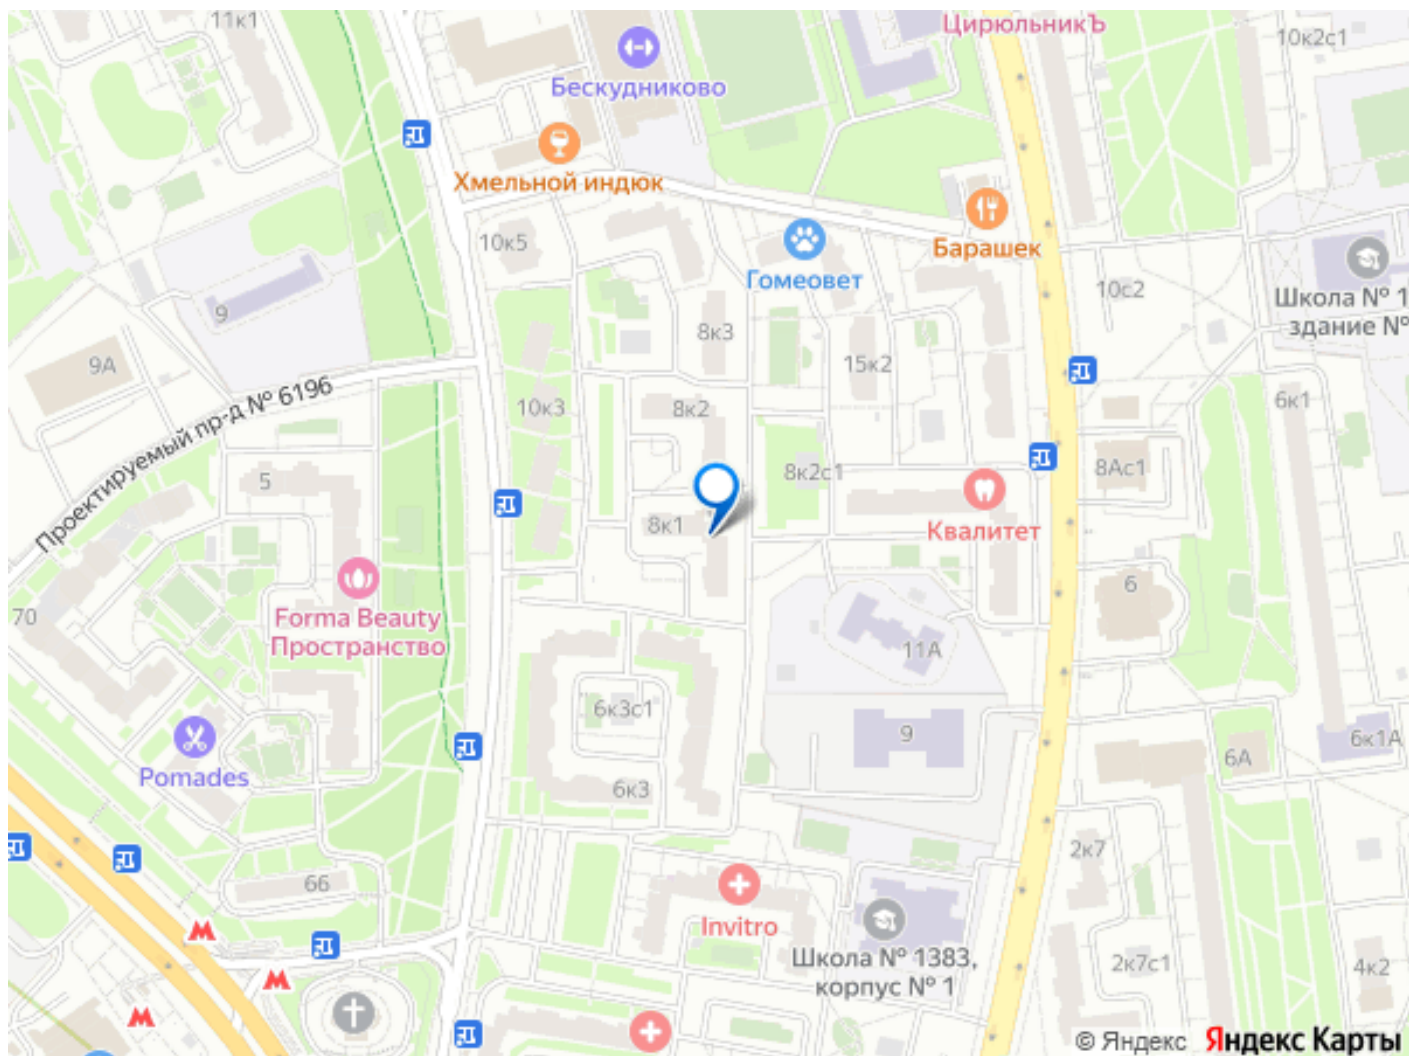 11к1
ЦирюльникЪ
10к2с1
Бескудниково
Хмельной индюк
10к5
Барашек
Гомеовет
10с2
Школа № 1
здание №
9
8к3
15к2
9А
Проектируемый пр-д № 6196
10к3
8к2
6к1
5
8к2с1
8Ас1
8к1
Квалитет
6
70
Forma Beauty
Пространство
11А
6к3с1
9
6к1А
6А
Pomades
6к3
2к7
66
Invitro
Школа № 1383,
корпус № 1
2к7с1
4к2
© Яндекс Яндекс Карты